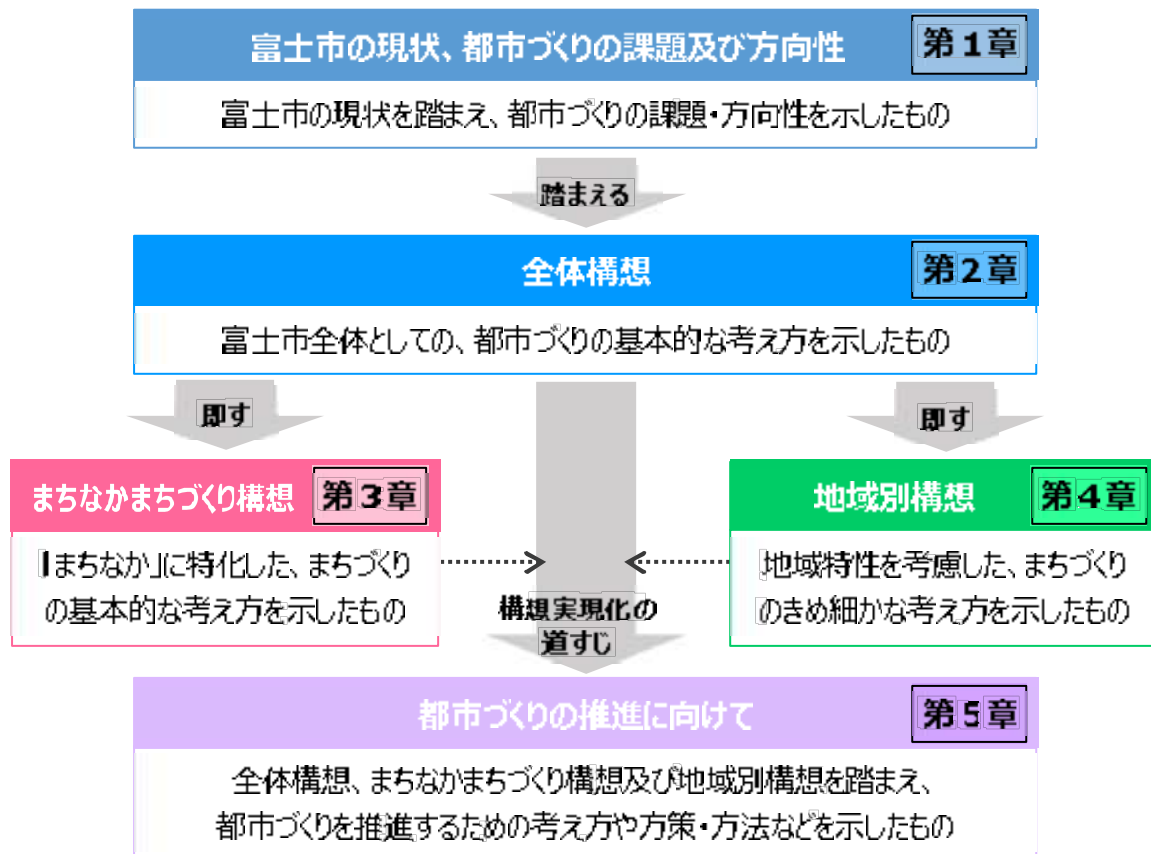 富士市の現状、都市づくりの課題及び方向性 第1章
富士市の現状を踏まえ、都市づくりの課題・方向性を示したもの
踏まえる
全体構想 第2章
富士市全体としての、都市づくりの基本的な考え方を示したもの
即す
即す
まちなかまちづくり構想 第3章
「まちなか」に特化した、まちづくり
の基本的な考え方を示したもの
地域別構想 第4章
地域特性を考慮した、まちづくり
のきめ細かな考え方を示したもの
構想実現化の
道すじ
都市づくりの推進に向けて 第5章
全体構想、まちなかまちづくり構想及び地域別構想を踏まえ、
都市づくりを推進するための考え方や方策・方法などを示したもの